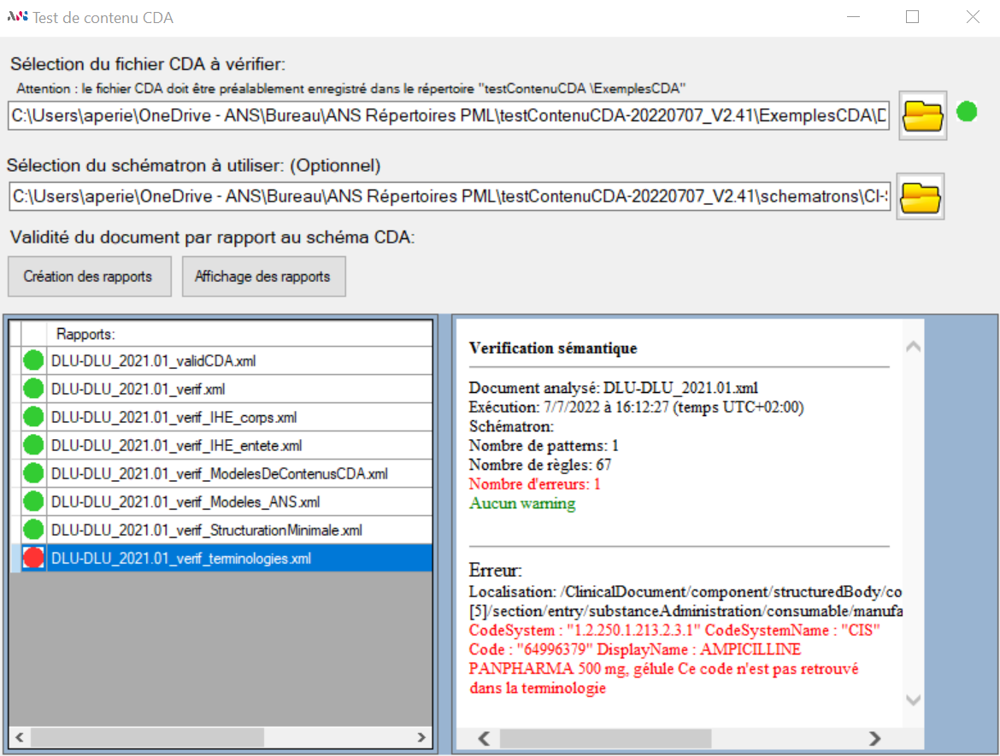 ANS Test de contenu CDA
Sélection du fichier CDA à vérifier:
Attention : le fichier CDA doit être préalablement enregistré dans le répertoire "testContenuCDA \ExemplesCDA"
C:\Users\aperie\OneDrive - ANS\Bureau\ANS Répertoires PML\testContenuCDA-20220707_V2.41\ExemplesCDA\D
Sélection du schématron à utiliser: (Optionnel)
C:\Users\aperie\OneDrive - ANS\Bureau\ANS Répertoires PML\testContenuCDA-20220707_V2.41\schematrons\CI-
Validité du document par rapport au schéma CDA:
Création des rapports
Affichage des rapports
Rapports:
DLU-DLU_2021.01_validCDA.xml
DLU-DLU_2021.01_verif.xml
DLU-DLU_2021.01_verif_IHE_corps.xml
DLU-DLU_2021.01_verif_IHE_entete.xml
DLU-DLU_2021.01_verif_ModelesDeContenusCDA.xml
DLU-DLU_2021.01_verif_Modeles_ANS.xml
DLU-DLU_2021.01_verif_StructurationMinimale.xml
DLU-DLU_2021.01_verif_terminologies.xml
Verification sémantique
Document analysé: DLU-DLU_2021.01.xml
Exécution: 7/7/2022 à 16:12:27 (temps UTC+02:00)
Schématron:
Nombre de patterns: 1
Nombre de règles: 67
Nombre d'erreurs: 1
Aucun warning
Erreur:
Localisation: /ClinicalDocument/component/structuredBody/co
[5]/section/entry/substanceAdministration/consumable/manufa
CodeSystem : "1.2.250.1.213.2.3.1" CodeSystemName : "CIS"
Code : "64996379" DisplayName : AMPICILLINE
PANPHARMA 500 mg, gélule Ce code n'est pas retrouvé
dans la terminologie